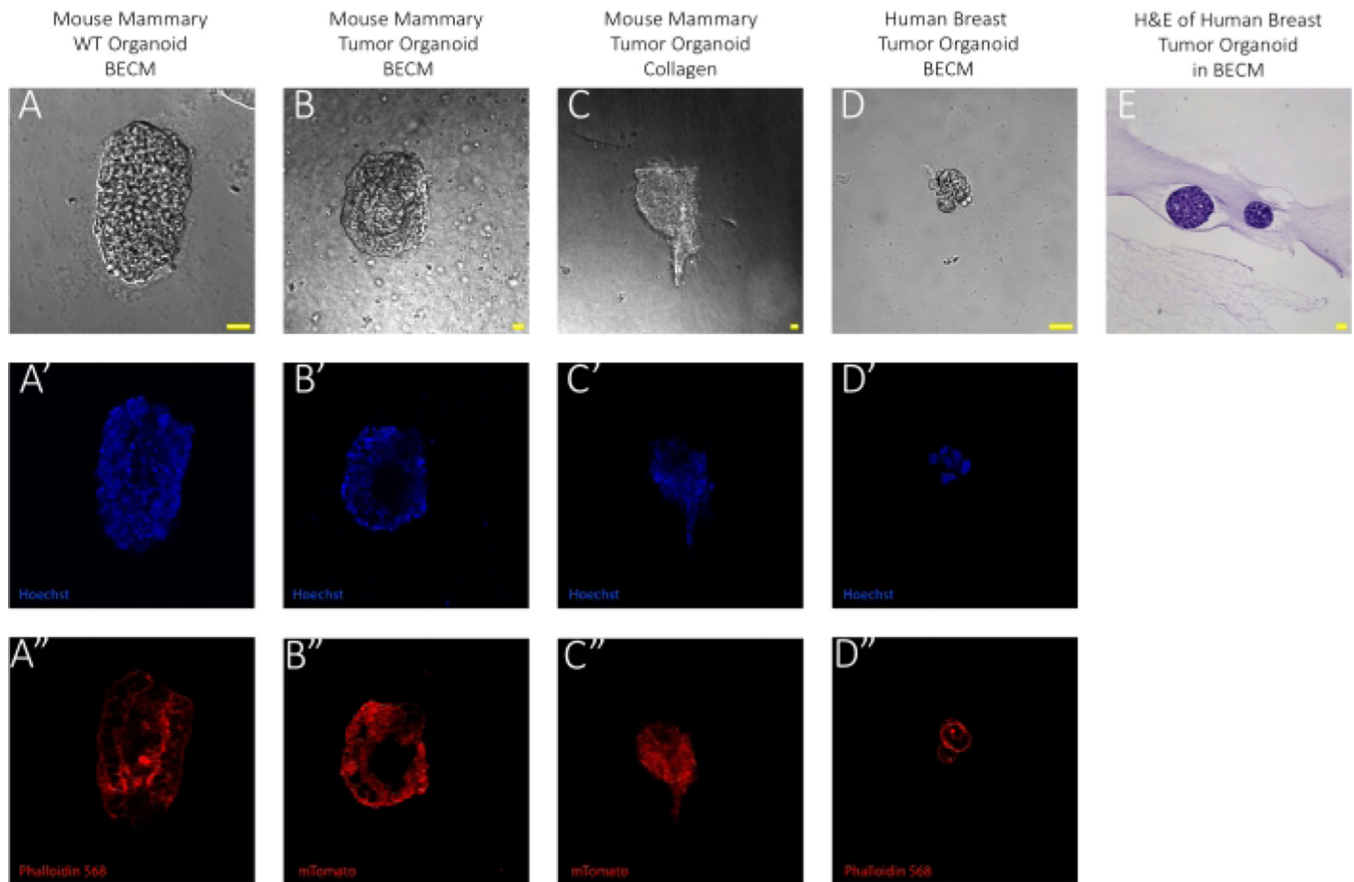 Mouse Mammary
WT Organoid
BECM
Mouse Mammary
Tumor Organoid
BECM
Mouse Mammary
Tumor Organoid
Collagen
Human Breast
Tumor Organoid
BECM
H&E of Human Breast
Tumor Organoid
in BECM
A
B
C
D
E
A'
B'
C'
D'
Hoechst
Hoechst
Hoechst
Hoechst
A"
B"
C"
D"
Phalloidin 568
mTomato
mTomato
Phalloidin 568